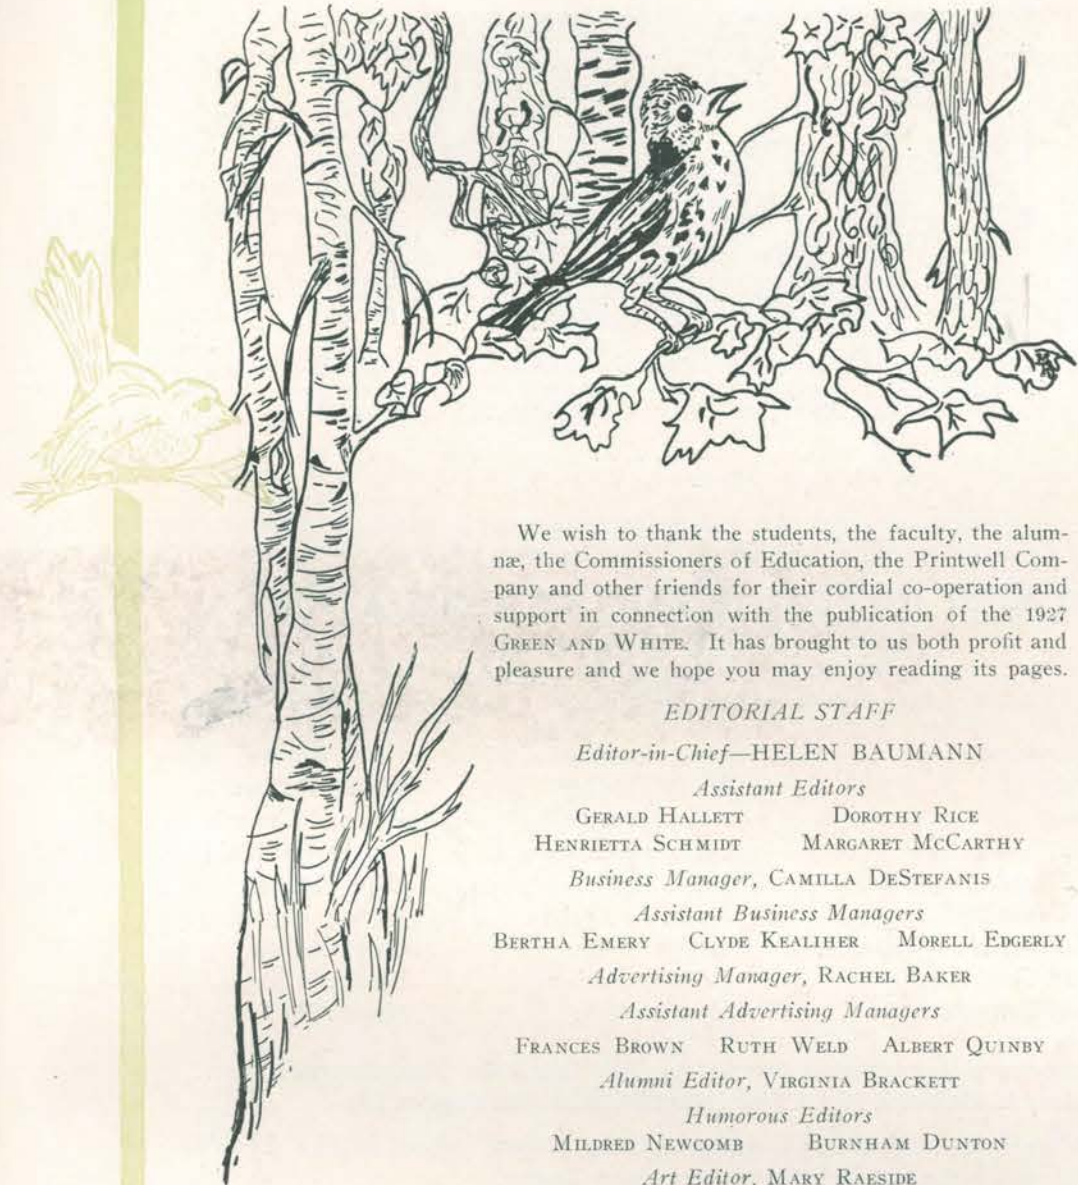 We wish to thank the students, the faculty, the alum-
næ, the Commissioners of Education, the Printwell Com-
pany and other friends for their cordial co-operation and
support in connection with the publication of the 1927
GREEN AND WHITE. It has brought to us both profit and
pleasure and we hope you may enjoy reading its pages.
EDITORIAL STAFF
Editor-in-Chief—HELEN BAUMANN
Assistant Editors
GERALD HALLETT DOROTHY RICE
HENRIETTA SCHMIDT MARGARET MCCARTHY
Business Manager, CAMILLA DESTEFANIS
Assistant Business Managers
BERTHA EMERY CLYDE KEALIHER MORELL EDGERLY
Advertising Manager, RACHEL BAKER
Assistant Advertising Managers
FRANCES BROWN RUTH WELD ALBERT QUINBY
Alumni Editor, VIRGINIA BRACKETT
Humorous Editors
MILDRED NEWCOMB BURNHAM DUNTON
Art Editor, MARY RAESIDE